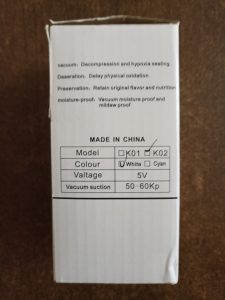 vacuum: Decompression and hypoxia sealing
Daseration: Delay physical oxidation
Preservation: Retain original flavor and nutrition
moisture-proof: Vacuum moisture proof and
mildew proof
MADE IN CHINA
Model □K01 □K02
Colour □White □Cyan
Valtage 5V
Vacuum suction 50-60Kp